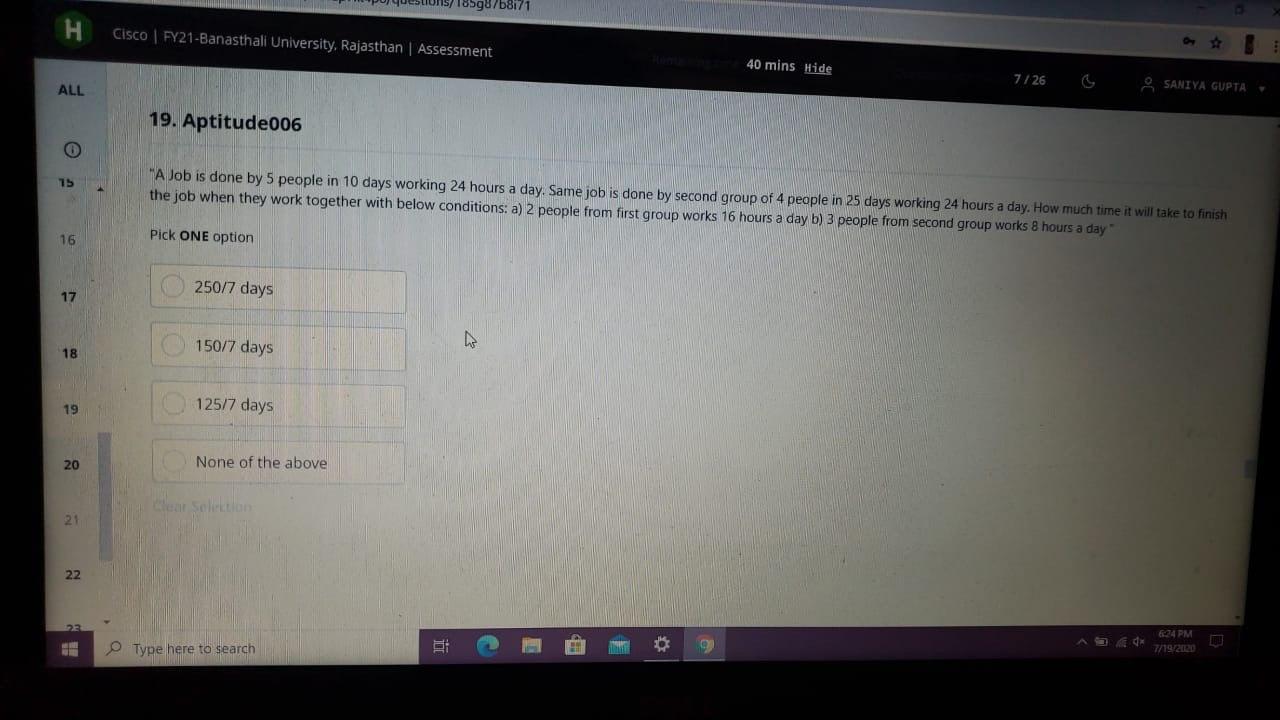 H
Cisco | FY21-Banasthali University, Rajasthan | Assessment
40 mins Hide
7 / 26
SANIYA GUPTA
ALL
19. Aptitude006
"A Job is done by 5 people in 10 days working 24 hours a day. Same job is done by second group of 4 people in 25 days working 24 hours a day. How much time it will take to finish
the job when they work together with below conditions: a) 2 people from first group works 16 hours a day b) 3 people from second group works 8 hours a day "
Pick ONE option
250/7 days
150/7 days
125/7 days
None of the above
Clear Selection
15
16
17
18
19
20
21
22
23
Type here to search
6:24 PM
7/19/2020